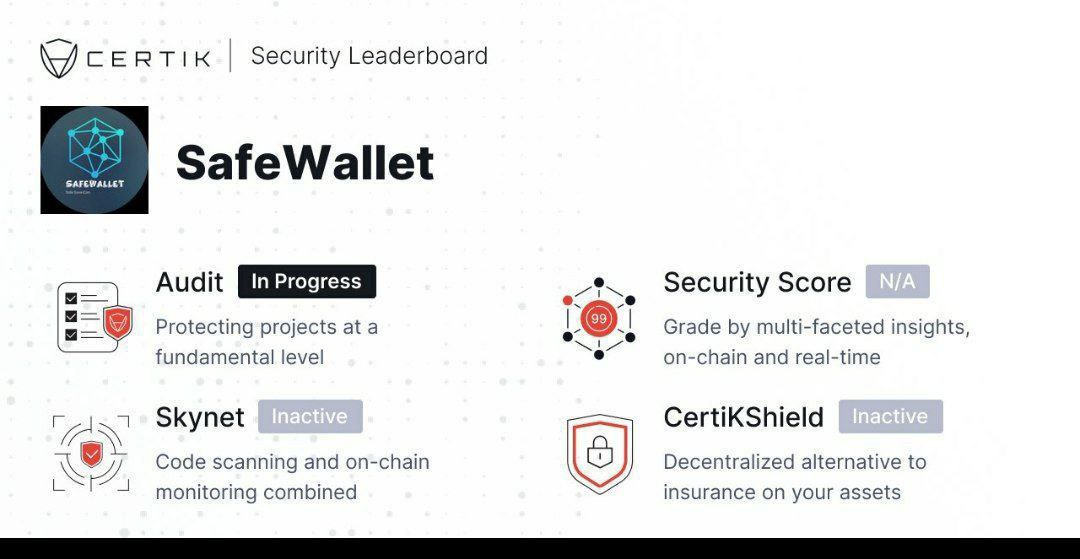 CERTIK | Security Leaderboard
SAFEWALLET
SafeWallet
Audit In Progress
Protecting projects at a
fundamental level
Security Score N/A
99
Grade by multi-faceted insights,
on-chain and real-time
Skynet Inactive
Code scanning and on-chain
monitoring combined
CertiKShield Inactive
Decentralized alternative to
insurance on your assets